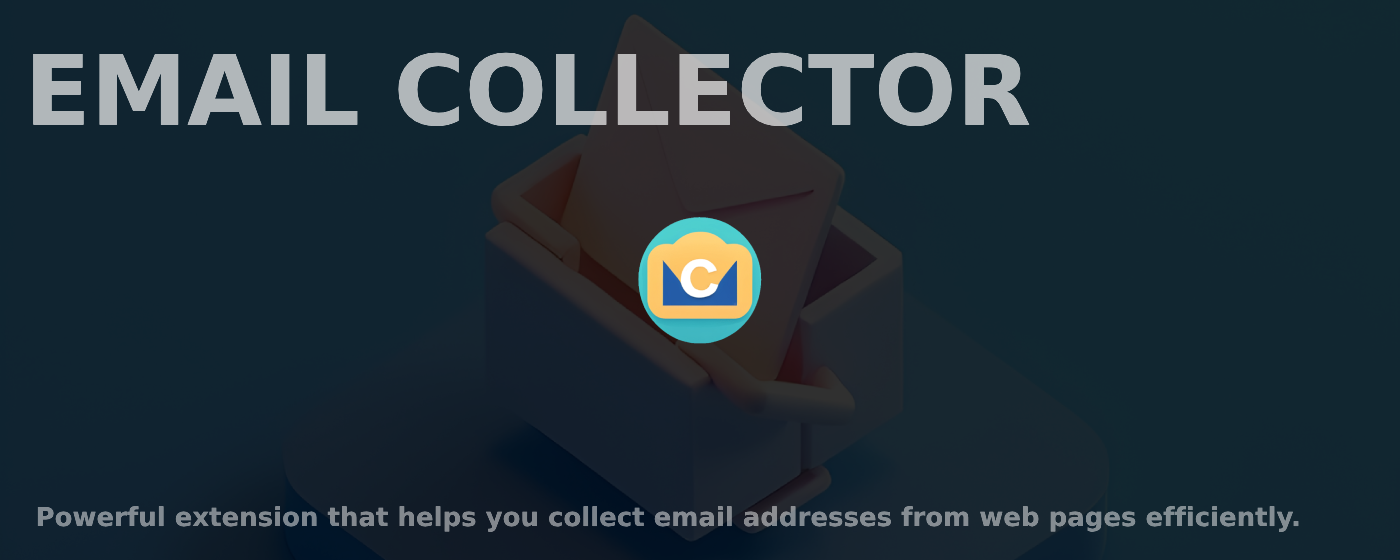 EMAIL COLLECTOR
C
Powerful extension that helps you collect email addresses from web pages efficiently.